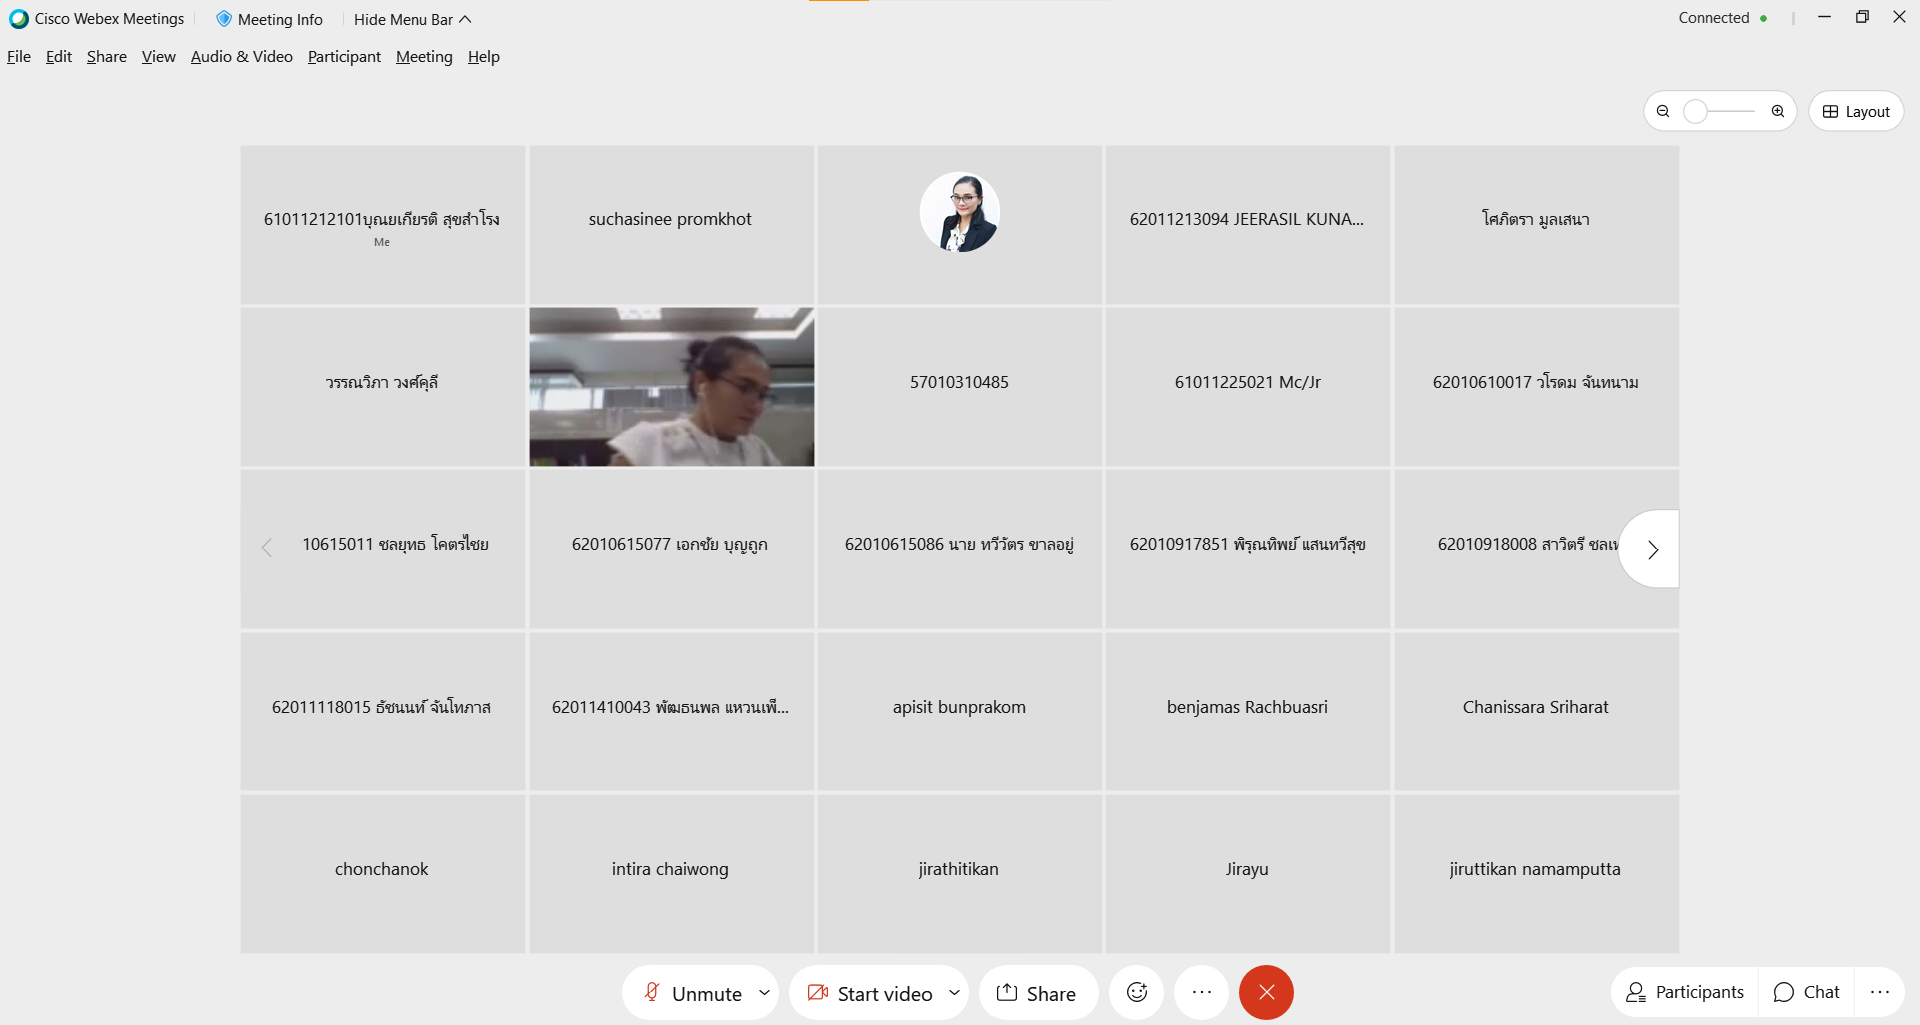 Cisco Webex Meetings
Meeting Info
Hide Menu Bar
Connected
File Edit Share View Audio & Video Participant Meeting Help
Layout
61011212101บุณยเกียรติ สุขสำโรง
Me
suchasinee promkhot
62011213094 JEERASIL KUNA...
โศภิตรา มูลเสนา
วรรณวิภา วงศ์คุลี
57010310485
61011225021 Mc/Jr
62010610017 วโรดม จันทนาม
10615011 ชลยุทธ โคตรไชย
62010615077 เอกชัย บุญถูก
62010615086 นาย ทวีวัตร ขาลอยู่
62010917851 พิรุณทิพย์ แสนทวีสุข
62010918008 สาวิตรี ชลเ
62011118015 ธัชนนท์ จันโทภาส
62011410043 พัฒธนพล แหวนเพ็...
apisit bunprakom
benjamas Rachbuasri
Chanissara Sriharat
chonchanok
intira chaiwong
jirathitikan
Jirayu
jiruttikan namamputta
Unmute
Start video
Share
Participants
Chat